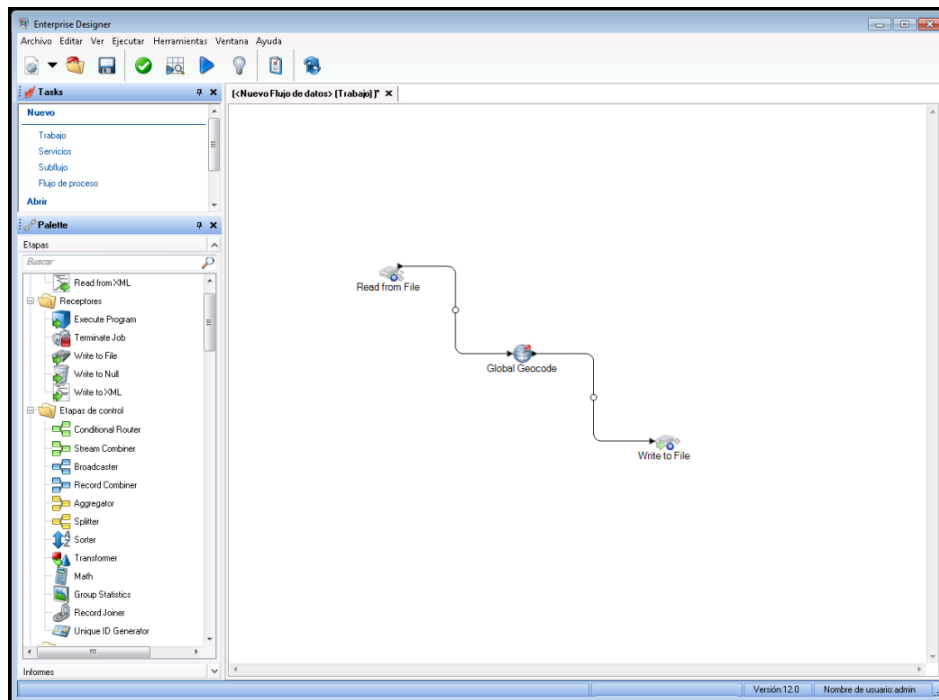 Enterprise Designer
Archivo Editar Ver Ejecutar Herramientas Ventana Ayuda
Tasks
Nuevo
Trabajo
Servicios
Subflujo
Flujo de proceso
Abrir
Palette
Etapas
Buscar
Read from XML
Receptores
Execute Program
Terminate Job
Write to File
Write to Null
Write to XML
Etapas de control
Conditional Router
Stream Combiner
Broadcaster
Record Combiner
Aggregator
Splitter
Sorter
Transformer
Math
Group Statistics
Record Joiner
Unique ID Generator
Informes
[<Nuevo Flujo de datos> (Trabajo)]*
Read from File
Global Geocode
Write to File
Versión:12.0 Nombre de usuario:admin